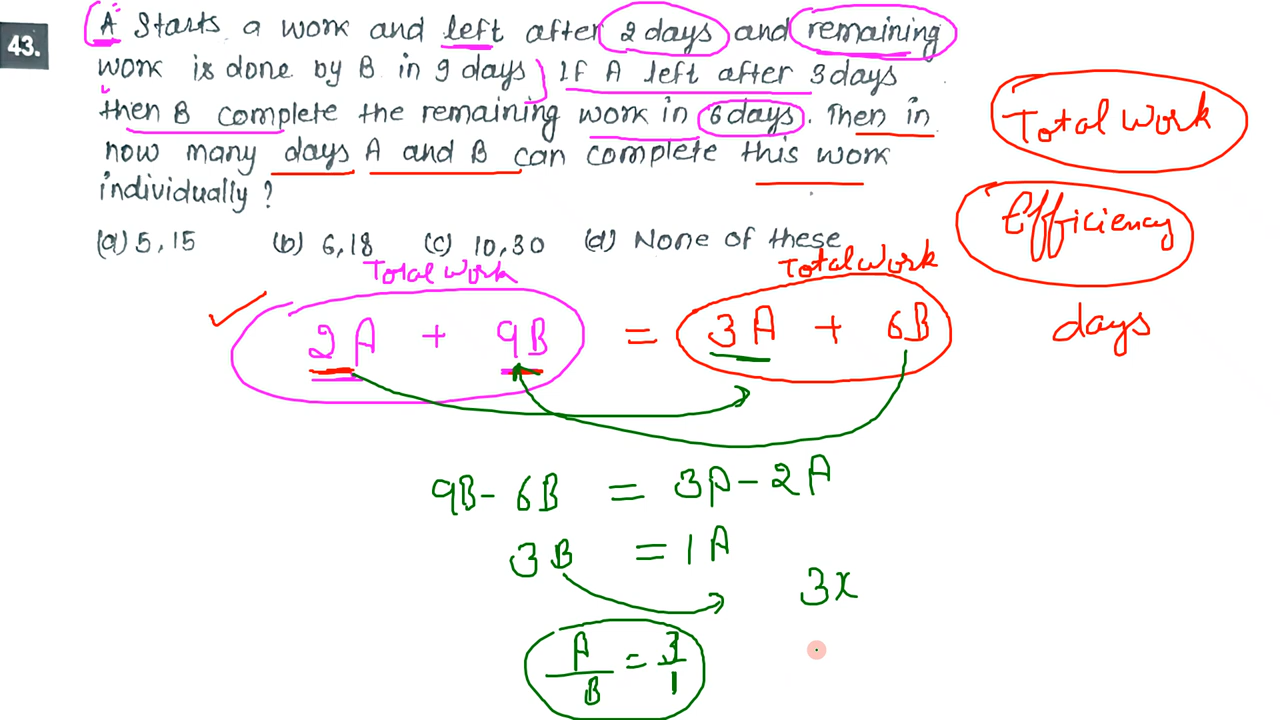 43.
A starts a work and left after 2 days and remaining
work is done by B in 9 days. If A left after 3 days
then B complete the remaining work in 6 days. Then in
how many days A and B can complete this work
individually ?
(a) 5, 15 (b) 6, 18 (c) 10, 30 (d) None of these
Total Work
Efficiency
days
Total Work Total Work
2A + 9B = 3A + 6B
9B - 6B = 3A - 2A
3B = 1A
3x
A/B = 3/1